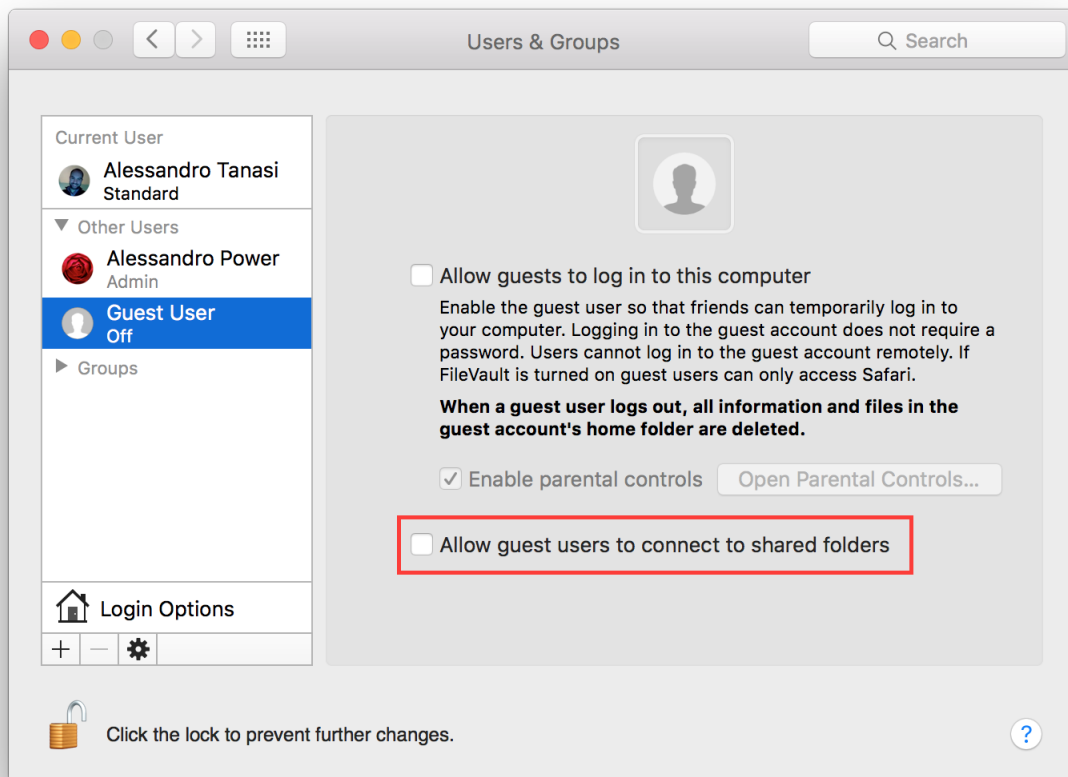 Users & Groups
Search
Current User
Alessandro Tanasi
Standard
Other Users
Alessandro Power
Admin
Guest User
Off
Groups
Login Options
Allow guests to log in to this computer
Enable the guest user so that friends can temporarily log in to
your computer. Logging in to the guest account does not require a
password. Users cannot log in to the guest account remotely. If
FileVault is turned on guest users can only access Safari.
When a guest user logs out, all information and files in the
guest account's home folder are deleted.
Enable parental controls
Open Parental Controls...
Allow guest users to connect to shared folders
Click the lock to prevent further changes.
?